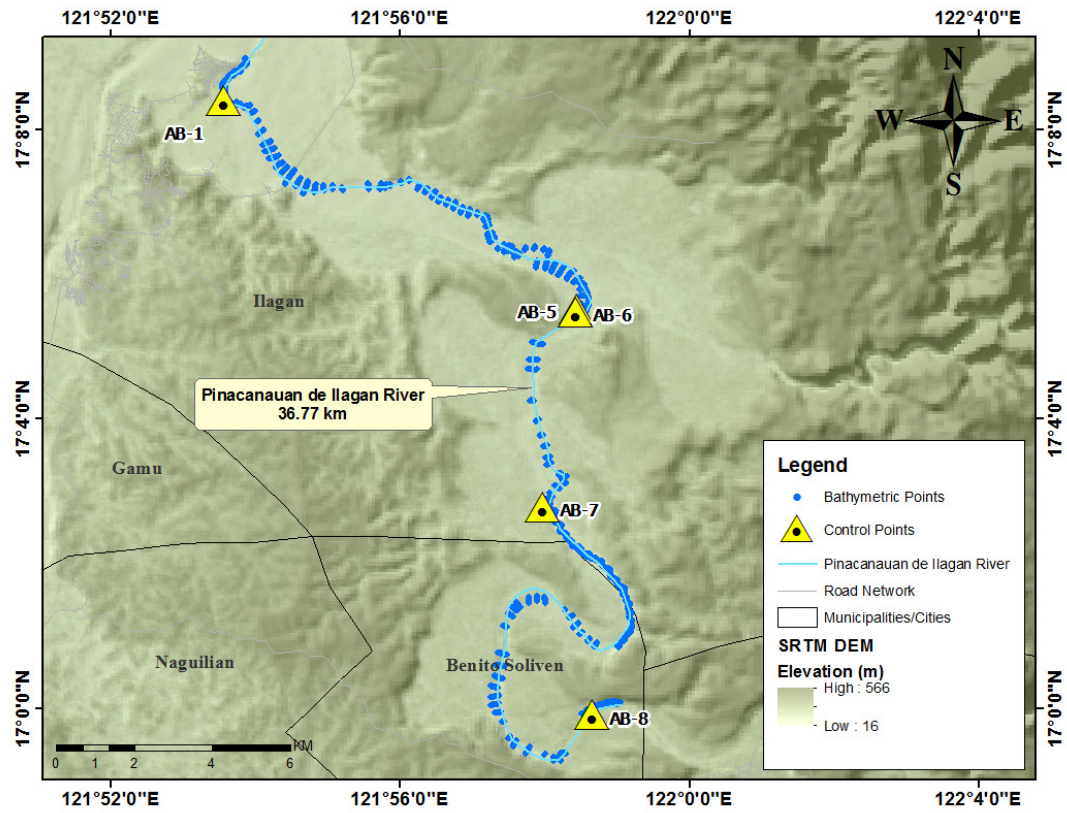 121°52'0"E 121°56'0"E 122°0'0"E 122°4'0"E
N
W E
S
17°8'0"N 17°8'0"N
AB-1
Ilagan
AB-5 AB-6
Pinacanauan de Ilagan River
36.77 km
17°4'0"N 17°4'0"N
Gamu
AB-7
Naguilian
Benito Soliven
AB-8
17°0'0"N 17°0'0"N
Legend
Bathymetric Points
Control Points
Pinacanauan de Ilagan River
Road Network
Municipalities/Cities
SRTM DEM
Elevation (m)
High : 566
Low : 16
KM
0 1 2 4 6
121°52'0"E 121°56'0"E 122°0'0"E 122°4'0"E